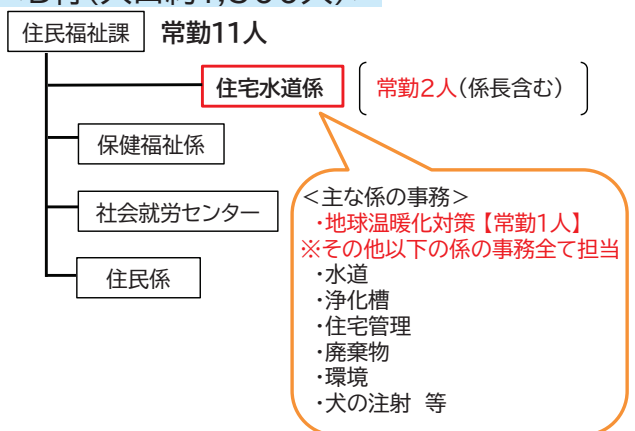 住民福祉課 常勤11人
住宅水道係 常勤2人(係長含む)
保健福祉係
社会就労センター
住民係
<主な係の事務>
・地球温暖化対策【常勤1人】
※その他以下の係の事務全て担当
・水道
・浄化槽
・住宅管理
・廃棄物
・環境
・犬の注射 等